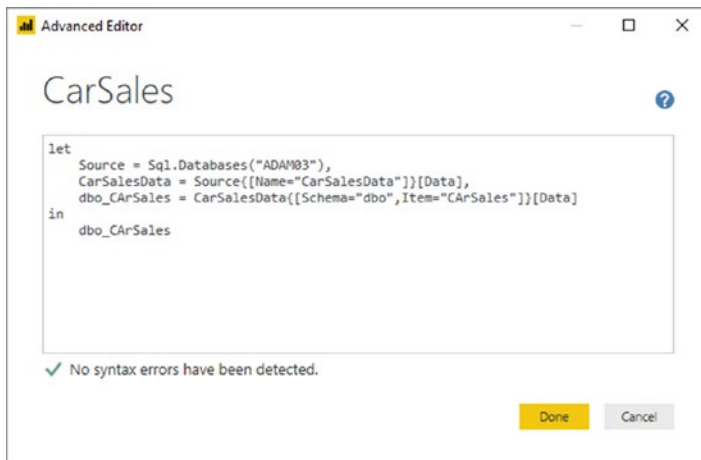 Advanced Editor
CarSales
let
    Source = Sql.Databases("ADAM03"),
    CarSalesData = Source{[Name="CarSalesData"]}[Data],
    dbo_CArSales = CarSalesData{[Schema="dbo",Item="CArSales"]}[Data]
in
    dbo_CArSales
No syntax errors have been detected.
Done Cancel